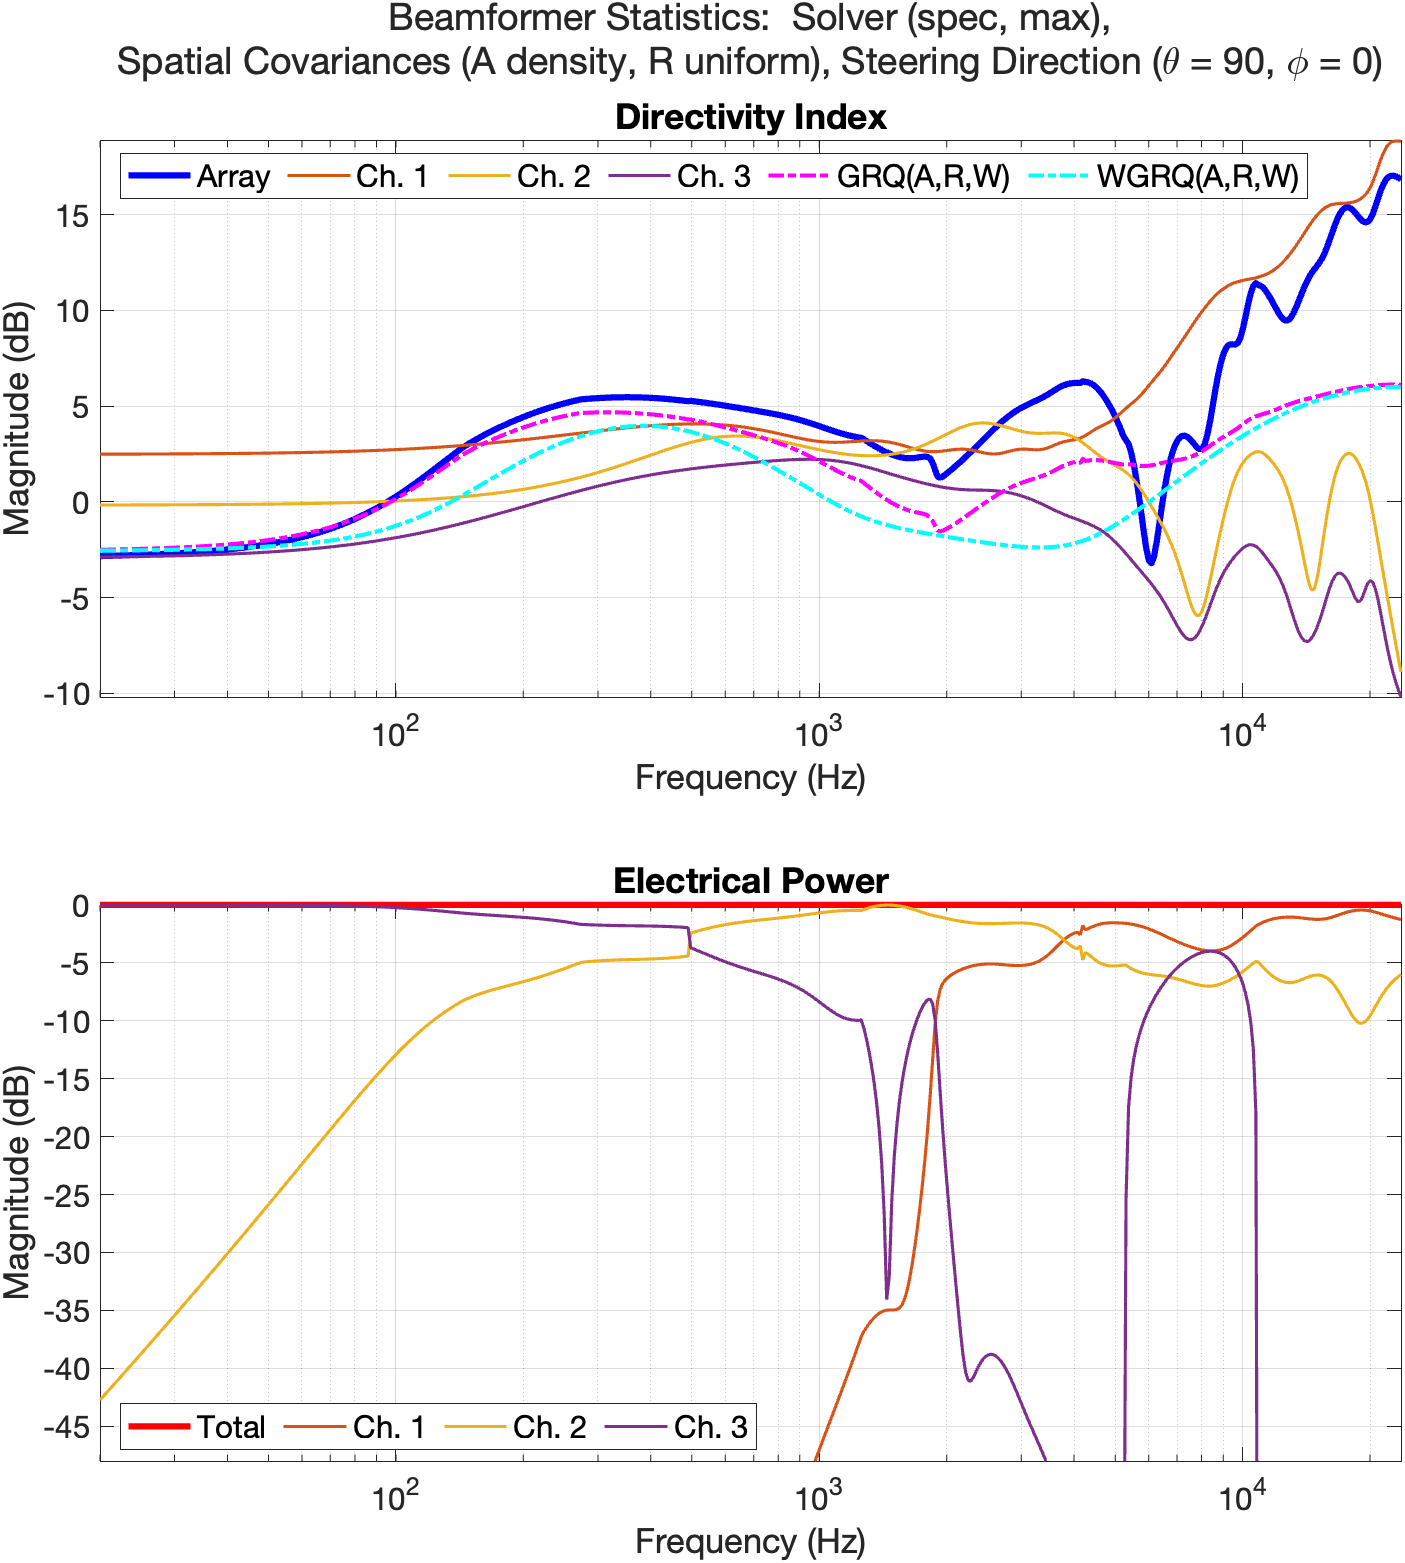 Beamformer Statistics:  Solver (spec, max),
Spatial Covariances (A density, R uniform), Steering Direction (θ = 90, ϕ = 0)
Directivity Index
Array Ch. 1 Ch. 2 Ch. 3 GRQ(A,R,W) WGRQ(A,R,W)
Magnitude (dB)
15
10
5
0
-5
-10
10² 10³ 10⁴
Frequency (Hz)
Electrical Power
Magnitude (dB)
0
-5
-10
-15
-20
-25
-30
-35
-40
-45
Total Ch. 1 Ch. 2 Ch. 3
10² 10³ 10⁴
Frequency (Hz)